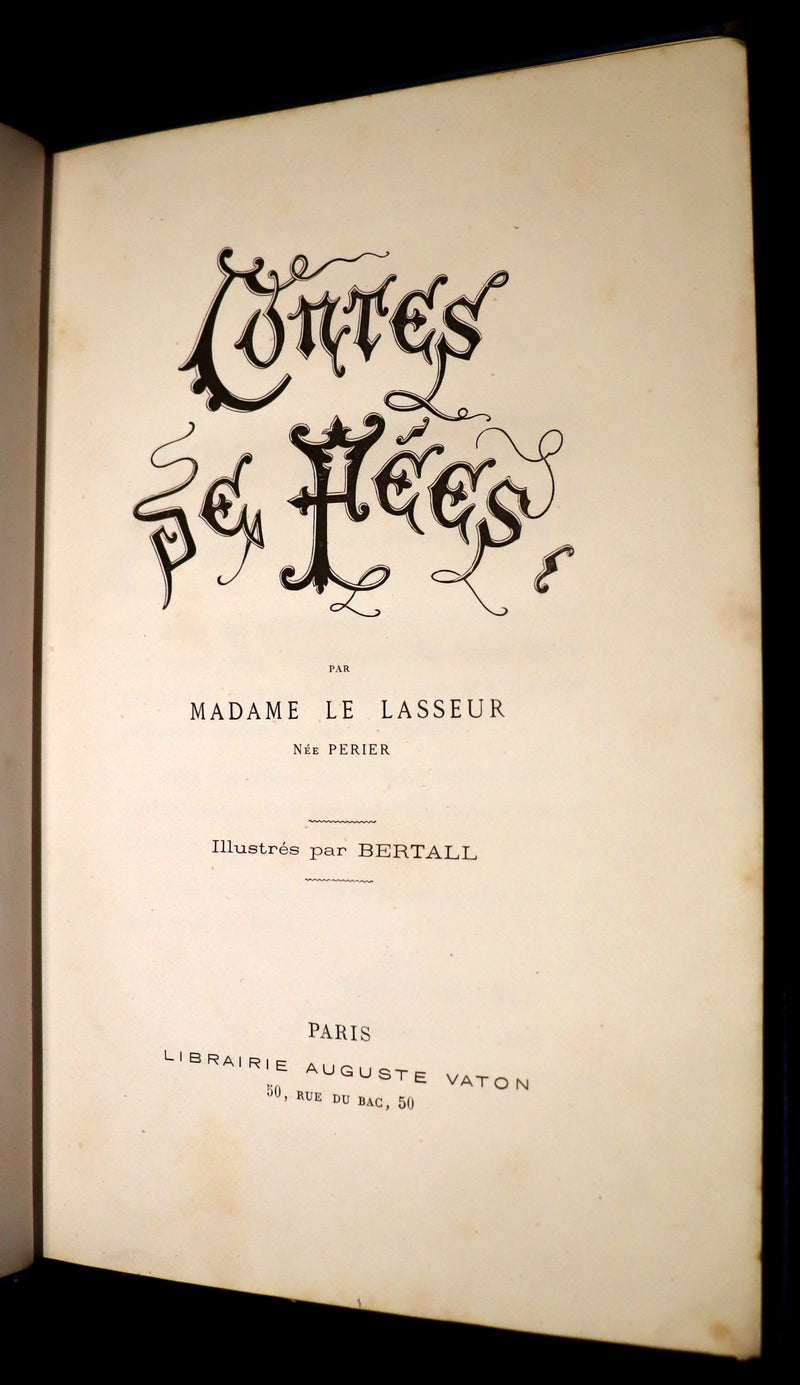 Contes
de Fées
PAR
MADAME LE LASSEUR
Née PERIER
Illustrés par BERTALL
PARIS
LIBRAIRIE AUGUSTE VATON
50, RUE DU BAC, 50